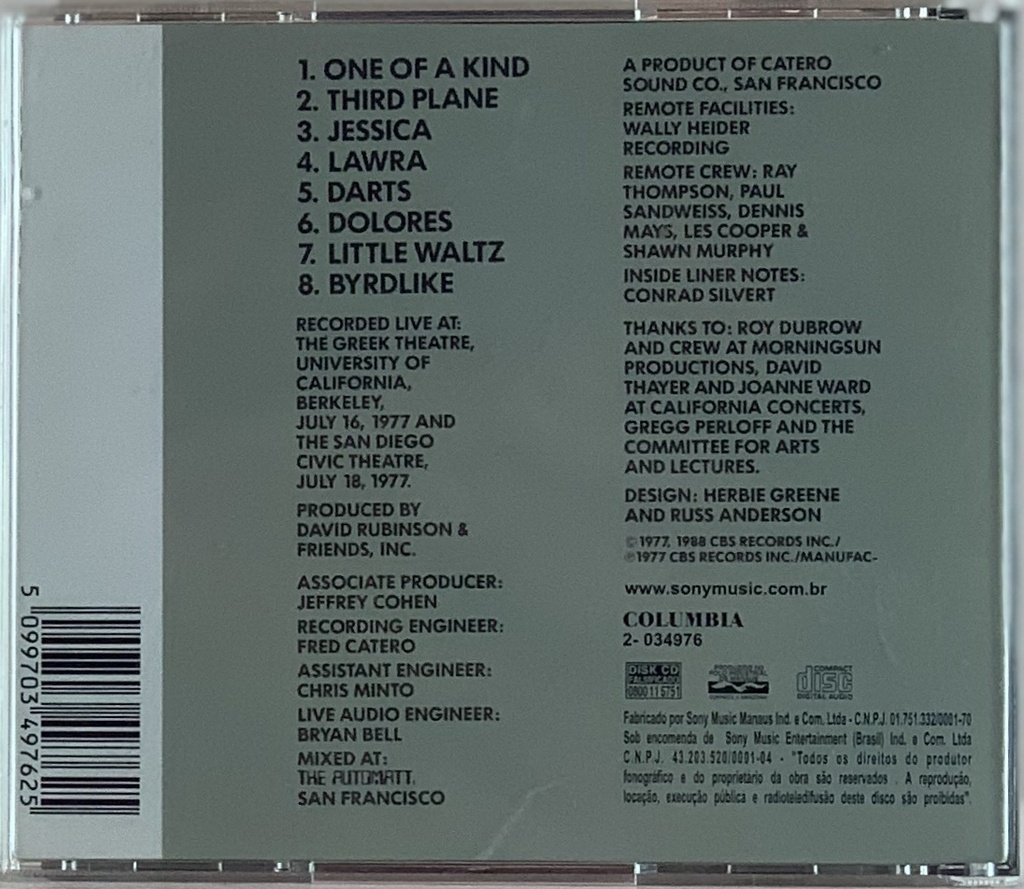 1. ONE OF A KIND
2. THIRD PLANE
3. JESSICA
4. LAWRA
5. DARTS
6. DOLORES
7. LITTLE WALTZ
8. BYRDLIKE
RECORDED LIVE AT:
THE GREEK THEATRE,
UNIVERSITY OF
CALIFORNIA,
BERKELEY,
JULY 16, 1977 AND
THE SAN DIEGO
CIVIC THEATRE,
JULY 18, 1977.
PRODUCED BY
DAVID RUBINSON &
FRIENDS, INC.
ASSOCIATE PRODUCER:
JEFFREY COHEN
RECORDING ENGINEER:
FRED CATERO
ASSISTANT ENGINEER:
CHRIS MINTO
LIVE AUDIO ENGINEER:
BRYAN BELL
MIXED AT:
THE AUTOMATT,
SAN FRANCISCO
A PRODUCT OF CATERO
SOUND CO., SAN FRANCISCO
REMOTE FACILITIES:
WALLY HEIDER
RECORDING
REMOTE CREW: RAY
THOMPSON, PAUL
SANDWEISS, DENNIS
MAYS, LES COOPER &
SHAWN MURPHY
INSIDE LINER NOTES:
CONRAD SILVERT
THANKS TO: ROY DUBROW
AND CREW AT MORNINGSUN
PRODUCTIONS, DAVID
THAYER AND JOANNE WARD
AT CALIFORNIA CONCERTS,
GREGG PERLOFF AND THE
COMMITTEE FOR ARTS
AND LECTURES.
DESIGN: HERBIE GREENE
AND RUSS ANDERSON
© 1977, 1988 CBS RECORDS INC./
℗ 1977 CBS RECORDS INC./MANUFAC-
www.sonymusic.com.br
COLUMBIA
2- 034976
DISK CD
FALSIFICADO
0800 11 5751
COMPACT
disc
DIGITAL AUDIO
Fabricado por Sony Music Manaus Ind. e Com. Ltda - C.N.P.J. 01.751.332/0001-70
Sob encomenda de Sony Music Entertainment (Brasil) Ind. e Com. Ltda
C.N.P.J. 43.203.520/0001-04 - "Todos os direitos do produtor
fonográfico e do proprietário da obra são reservados . A reprodução,
locação, execução pública e radioteledifusão deste disco são proibidas".
5 099703 497625